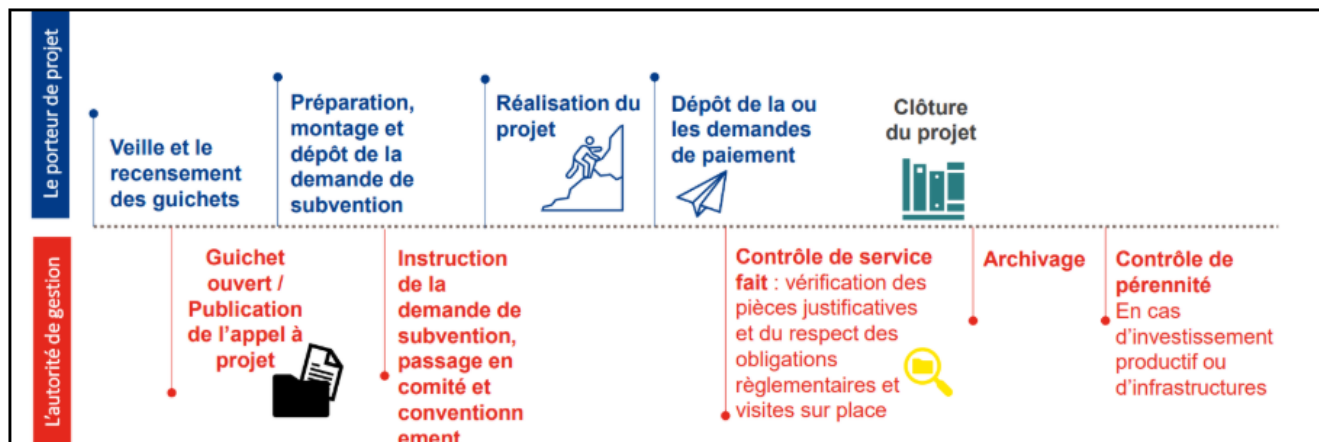 Le porteur de projet
Veille et le
recensement
des guichets
Préparation,
montage et
dépôt de la
demande de
subvention
Réalisation du
projet
Dépôt de la ou
les demandes
de paiement
Clôture
du projet
L'autorité de gestion
Guichet
ouvert /
Publication
de l'appel à
projet
Instruction
de la
demande de
subvention,
passage en
comité et
conventionn
ement
Contrôle de service
fait : vérification des
pièces justificatives
et du respect des
obligations
règlementaires et
visites sur place
Archivage
Contrôle de
pérennité
En cas
d'investissement
productif ou
d'infrastructures